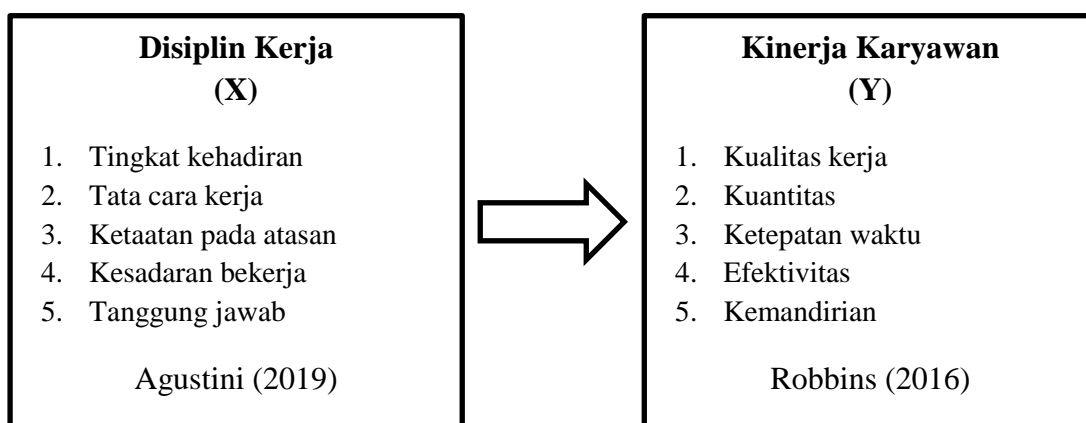 Disiplin Kerja
(X)
1. Tingkat kehadiran
2. Tata cara kerja
3. Ketaatan pada atasan
4. Kesadaran bekerja
5. Tanggung jawab
Agustini (2019)
Kinerja Karyawan
(Y)
1. Kualitas kerja
2. Kuantitas
3. Ketepatan waktu
4. Efektivitas
5. Kemandirian
Robbins (2016)